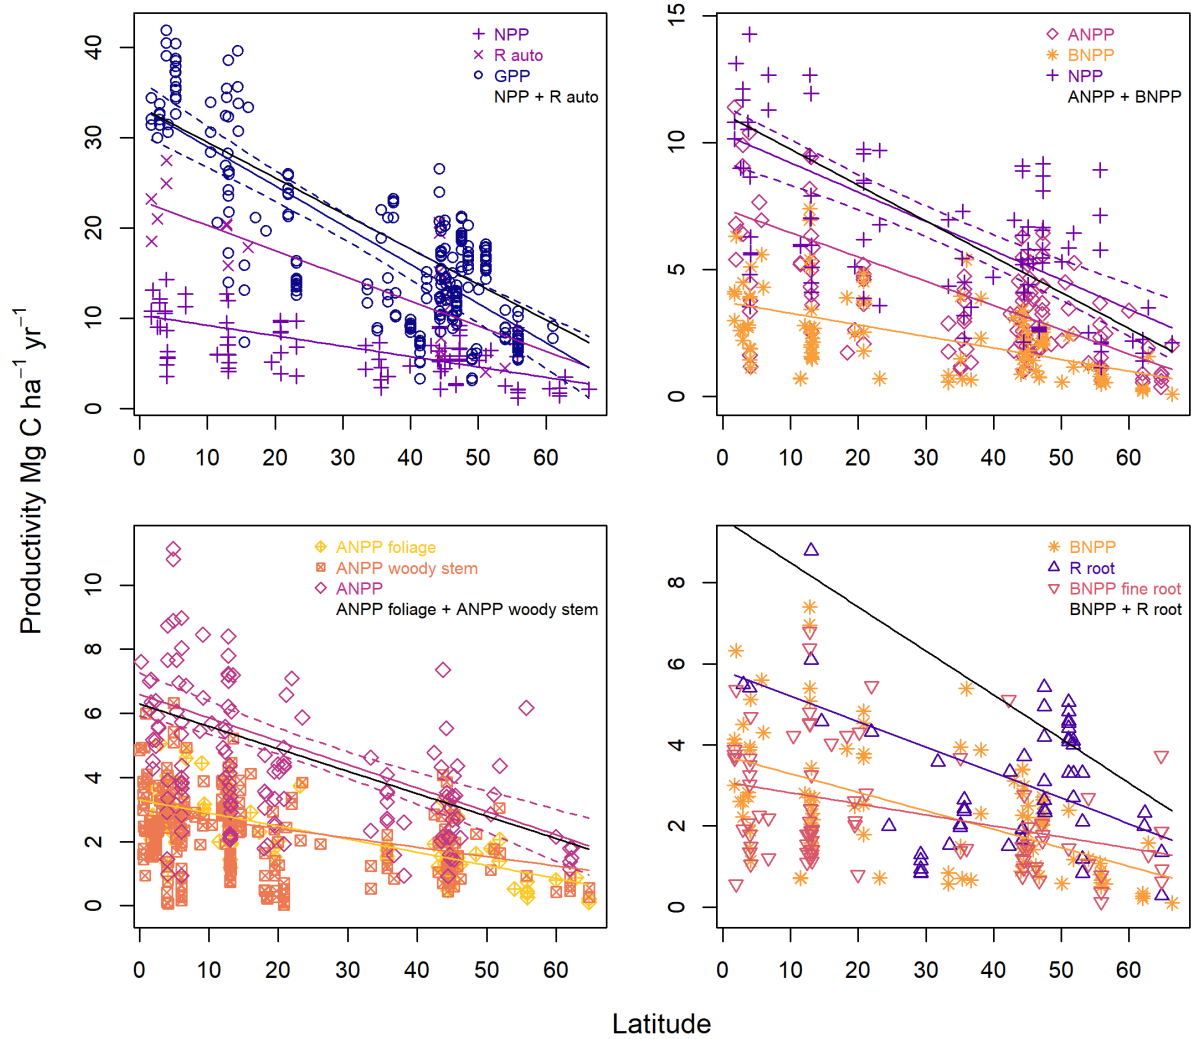 Productivity Mg C ha⁻¹ yr⁻¹
NPP
R auto
GPP
NPP + R auto
0 10 20 30 40
0 10 20 30 40 50 60
ANPP
BNPP
NPP
ANPP + BNPP
0 5 10 15
0 10 20 30 40 50 60
ANPP foliage
ANPP woody stem
ANPP
ANPP foliage + ANPP woody stem
0 2 4 6 8 10
0 10 20 30 40 50 60
BNPP
R root
BNPP fine root
BNPP + R root
0 2 4 6 8
0 10 20 30 40 50 60
Latitude